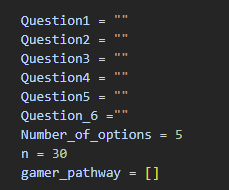 Question1 = ""
Question2 = ""
Question3 = ""
Question4 = ""
Question5 = ""
Question_6 =""
Number_of_options = 5
n = 30
gamer_pathway = []